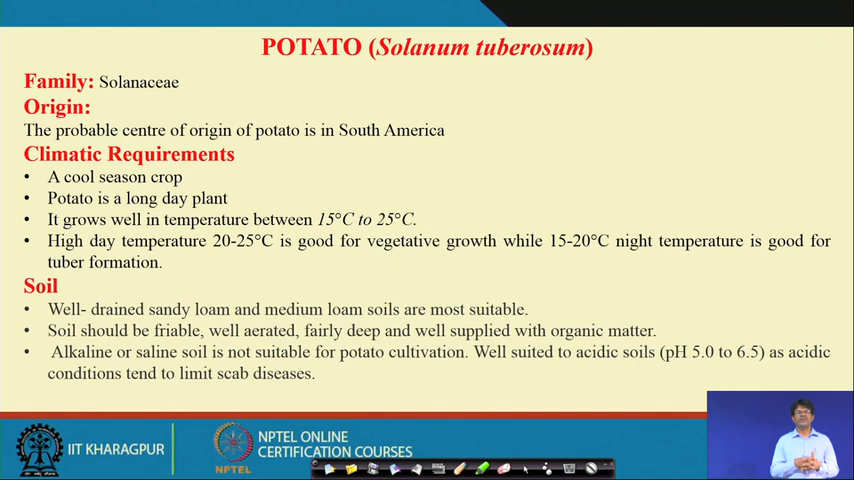 POTATO (Solanum tuberosum)
Family: Solanaceae
Origin:
The probable centre of origin of potato is in South America
Climatic Requirements
• A cool season crop
• Potato is a long day plant
• It grows well in temperature between 15°C to 25°C.
• High day temperature 20-25°C is good for vegetative growth while 15-20°C night temperature is good for
tuber formation.
Soil
• Well- drained sandy loam and medium loam soils are most suitable.
• Soil should be friable, well aerated, fairly deep and well supplied with organic matter.
• Alkaline or saline soil is not suitable for potato cultivation. Well suited to acidic soils (pH 5.0 to 6.5) as acidic
conditions tend to limit scab diseases.
IIT KHARAGPUR
NPTEL
NPTEL ONLINE
CERTIFICATION COURSES